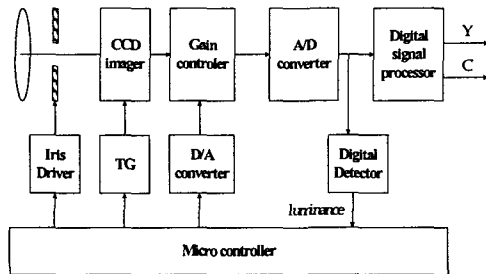 CCD
imager
Gain
controler
A/D
converter
Digital
signal
processor
Y
C
Iris
Driver
TG
D/A
converter
Digital
Detector
luminance
Micro controller